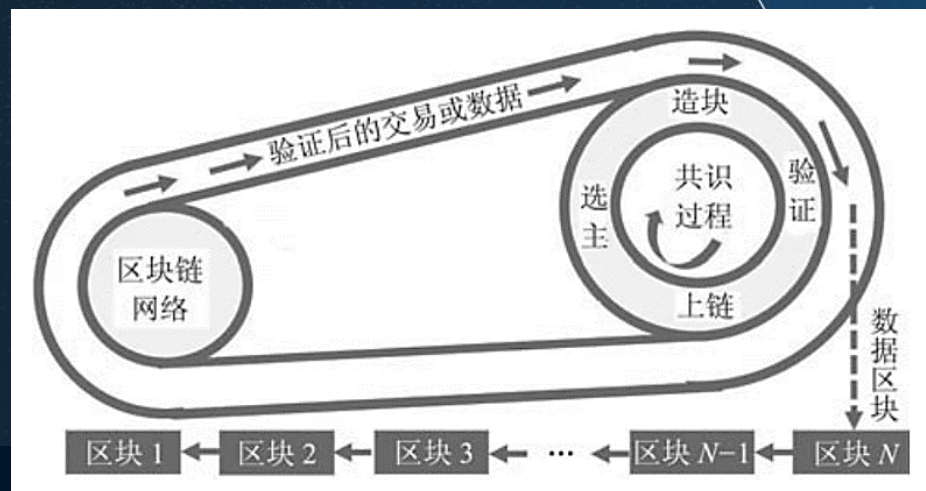 验证后的交易或数据
造块
验证
选主
共识
过程
上链
区块链
网络
数据区块
区块 1
区块 2
区块 3
···
区块 N-1
区块 N